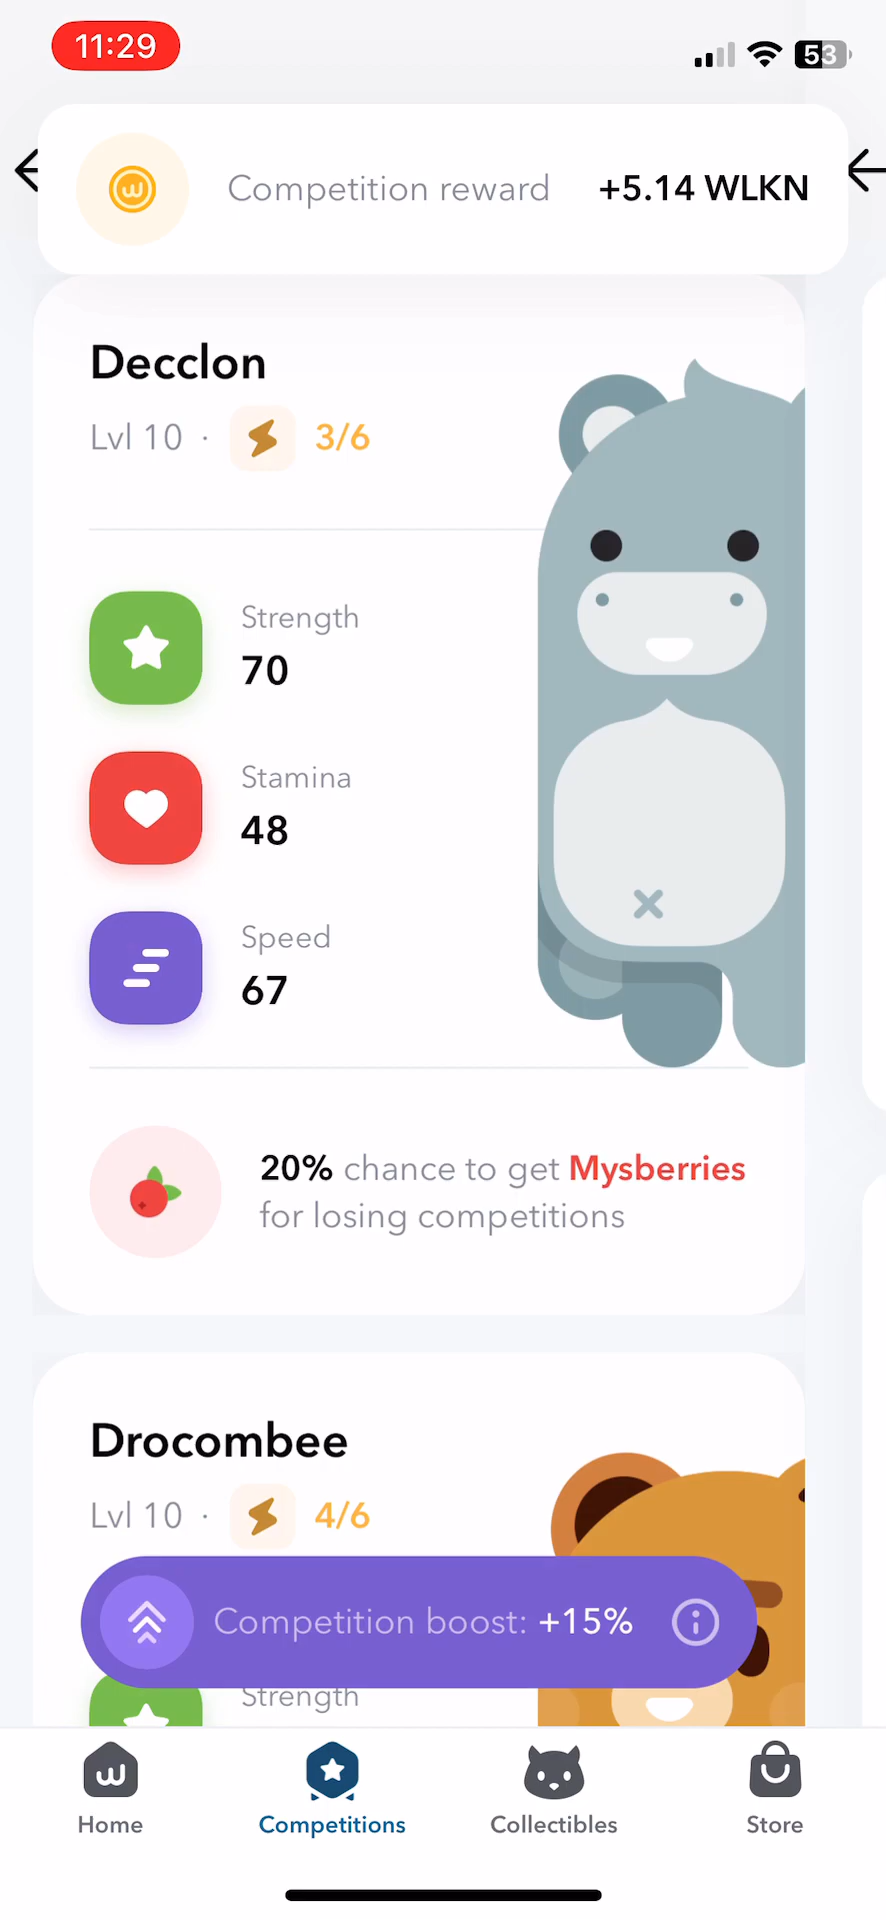 11:29
53
Competition reward +5.14 WLKN
Decclon
Lvl 10 · 3/6
Strength
70
Stamina
48
Speed
67
20% chance to get Mysberries
for losing competitions
Drocombee
Lvl 10 · 4/6
Competition boost: +15%
Strength
Home
Competitions
Collectibles
Store